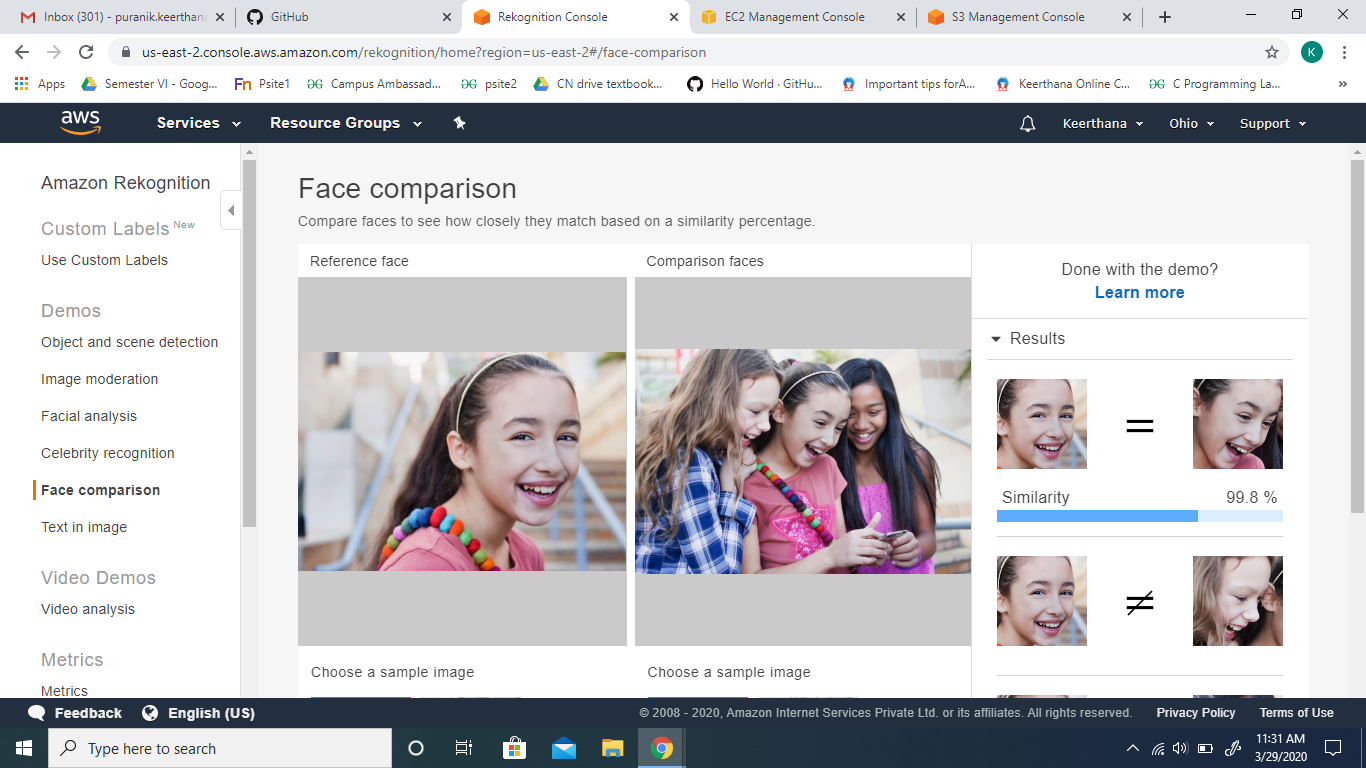 Inbox (301) - puranik.keerthana
GitHub
Rekognition Console
EC2 Management Console
S3 Management Console
us-east-2.console.aws.amazon.com/rekognition/home?region=us-east-2#/face-comparison
K
Apps
Semester VI - Goog...
Fn Psite1
Campus Ambassad...
psite2
CN drive textbook...
Hello World · GitHu...
Important tips forA...
Keerthana Online C...
C Programming La...
»
aws
Services
Resource Groups
Keerthana
Ohio
Support
Amazon Rekognition
Custom Labels New
Use Custom Labels
Demos
Object and scene detection
Image moderation
Facial analysis
Celebrity recognition
Face comparison
Text in image
Video Demos
Video analysis
Metrics
Metrics
Face comparison
Compare faces to see how closely they match based on a similarity percentage.
Reference face
Comparison faces
Choose a sample image
Choose a sample image
Done with the demo?
Learn more
Results
=
Similarity 99.8 %
≠
Feedback
English (US)
© 2008 - 2020, Amazon Internet Services Private Ltd. or its affiliates. All rights reserved.
Privacy Policy
Terms of Use
Type here to search
11:31 AM
3/29/2020